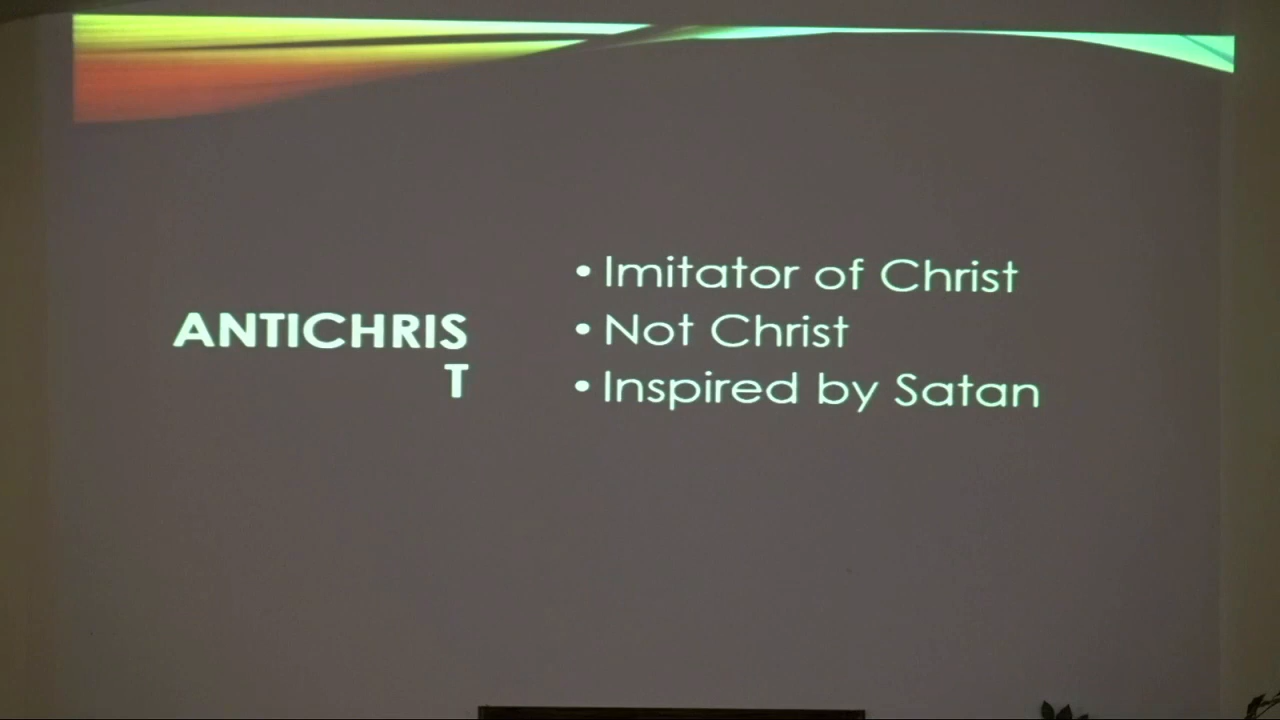 ANTICHRIS
T
• Imitator of Christ
• Not Christ
• Inspired by Satan